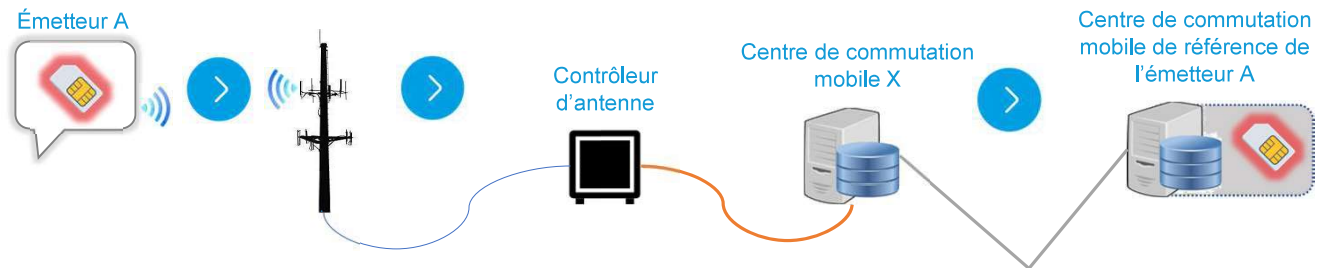 Émetteur A
Contrôleur
d'antenne
Centre de commutation
mobile X
Centre de commutation
mobile de référence de
l'émetteur A